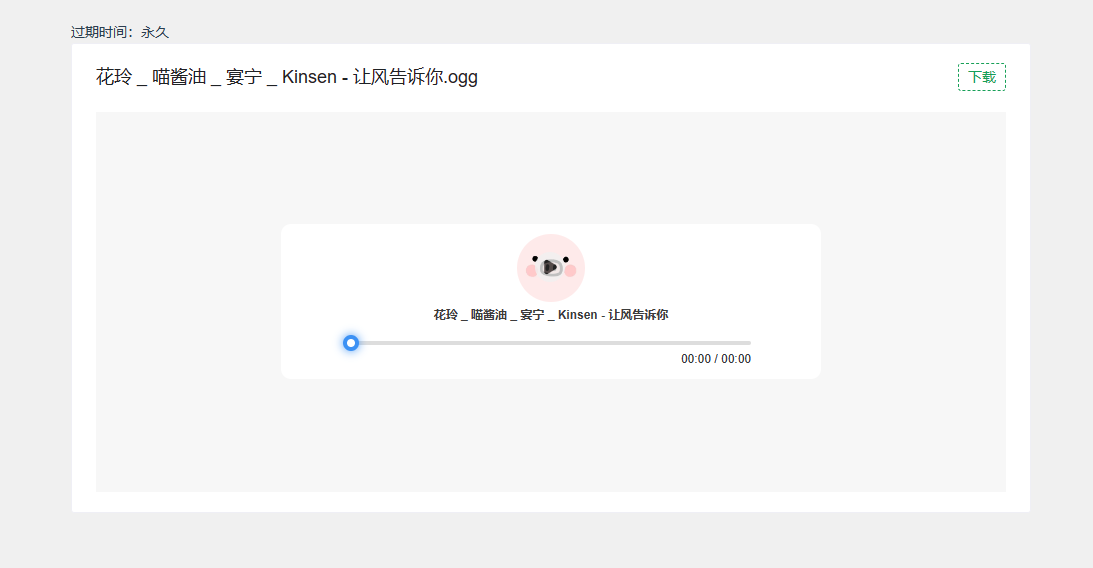 过期时间：永久
花玲 _ 喵酱油 _ 宴宁 _ Kinsen - 让风告诉你.ogg
下载
花玲 _ 喵酱油 _ 宴宁 _ Kinsen - 让风告诉你
00:00 / 00:00